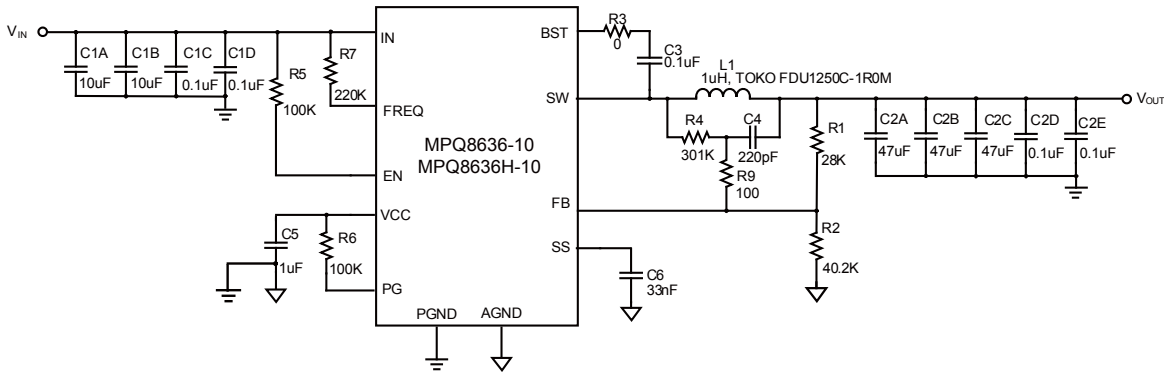 V_IN
C1A
10uF
C1B
10uF
C1C
0.1uF
C1D
0.1uF
R5
100K
R7
220K
IN
FREQ
EN
VCC
PG
C5
1uF
R6
100K
MPQ8636-10
MPQ8636H-10
PGND
AGND
BST
SW
FB
SS
R3
0
C3
0.1uF
L1
1uH, TOKO FDU1250C-1R0M
R4
301K
C4
220pF
R9
100
R1
28K
R2
40.2K
C6
33nF
C2A
47uF
C2B
47uF
C2C
47uF
C2D
0.1uF
C2E
0.1uF
V_OUT